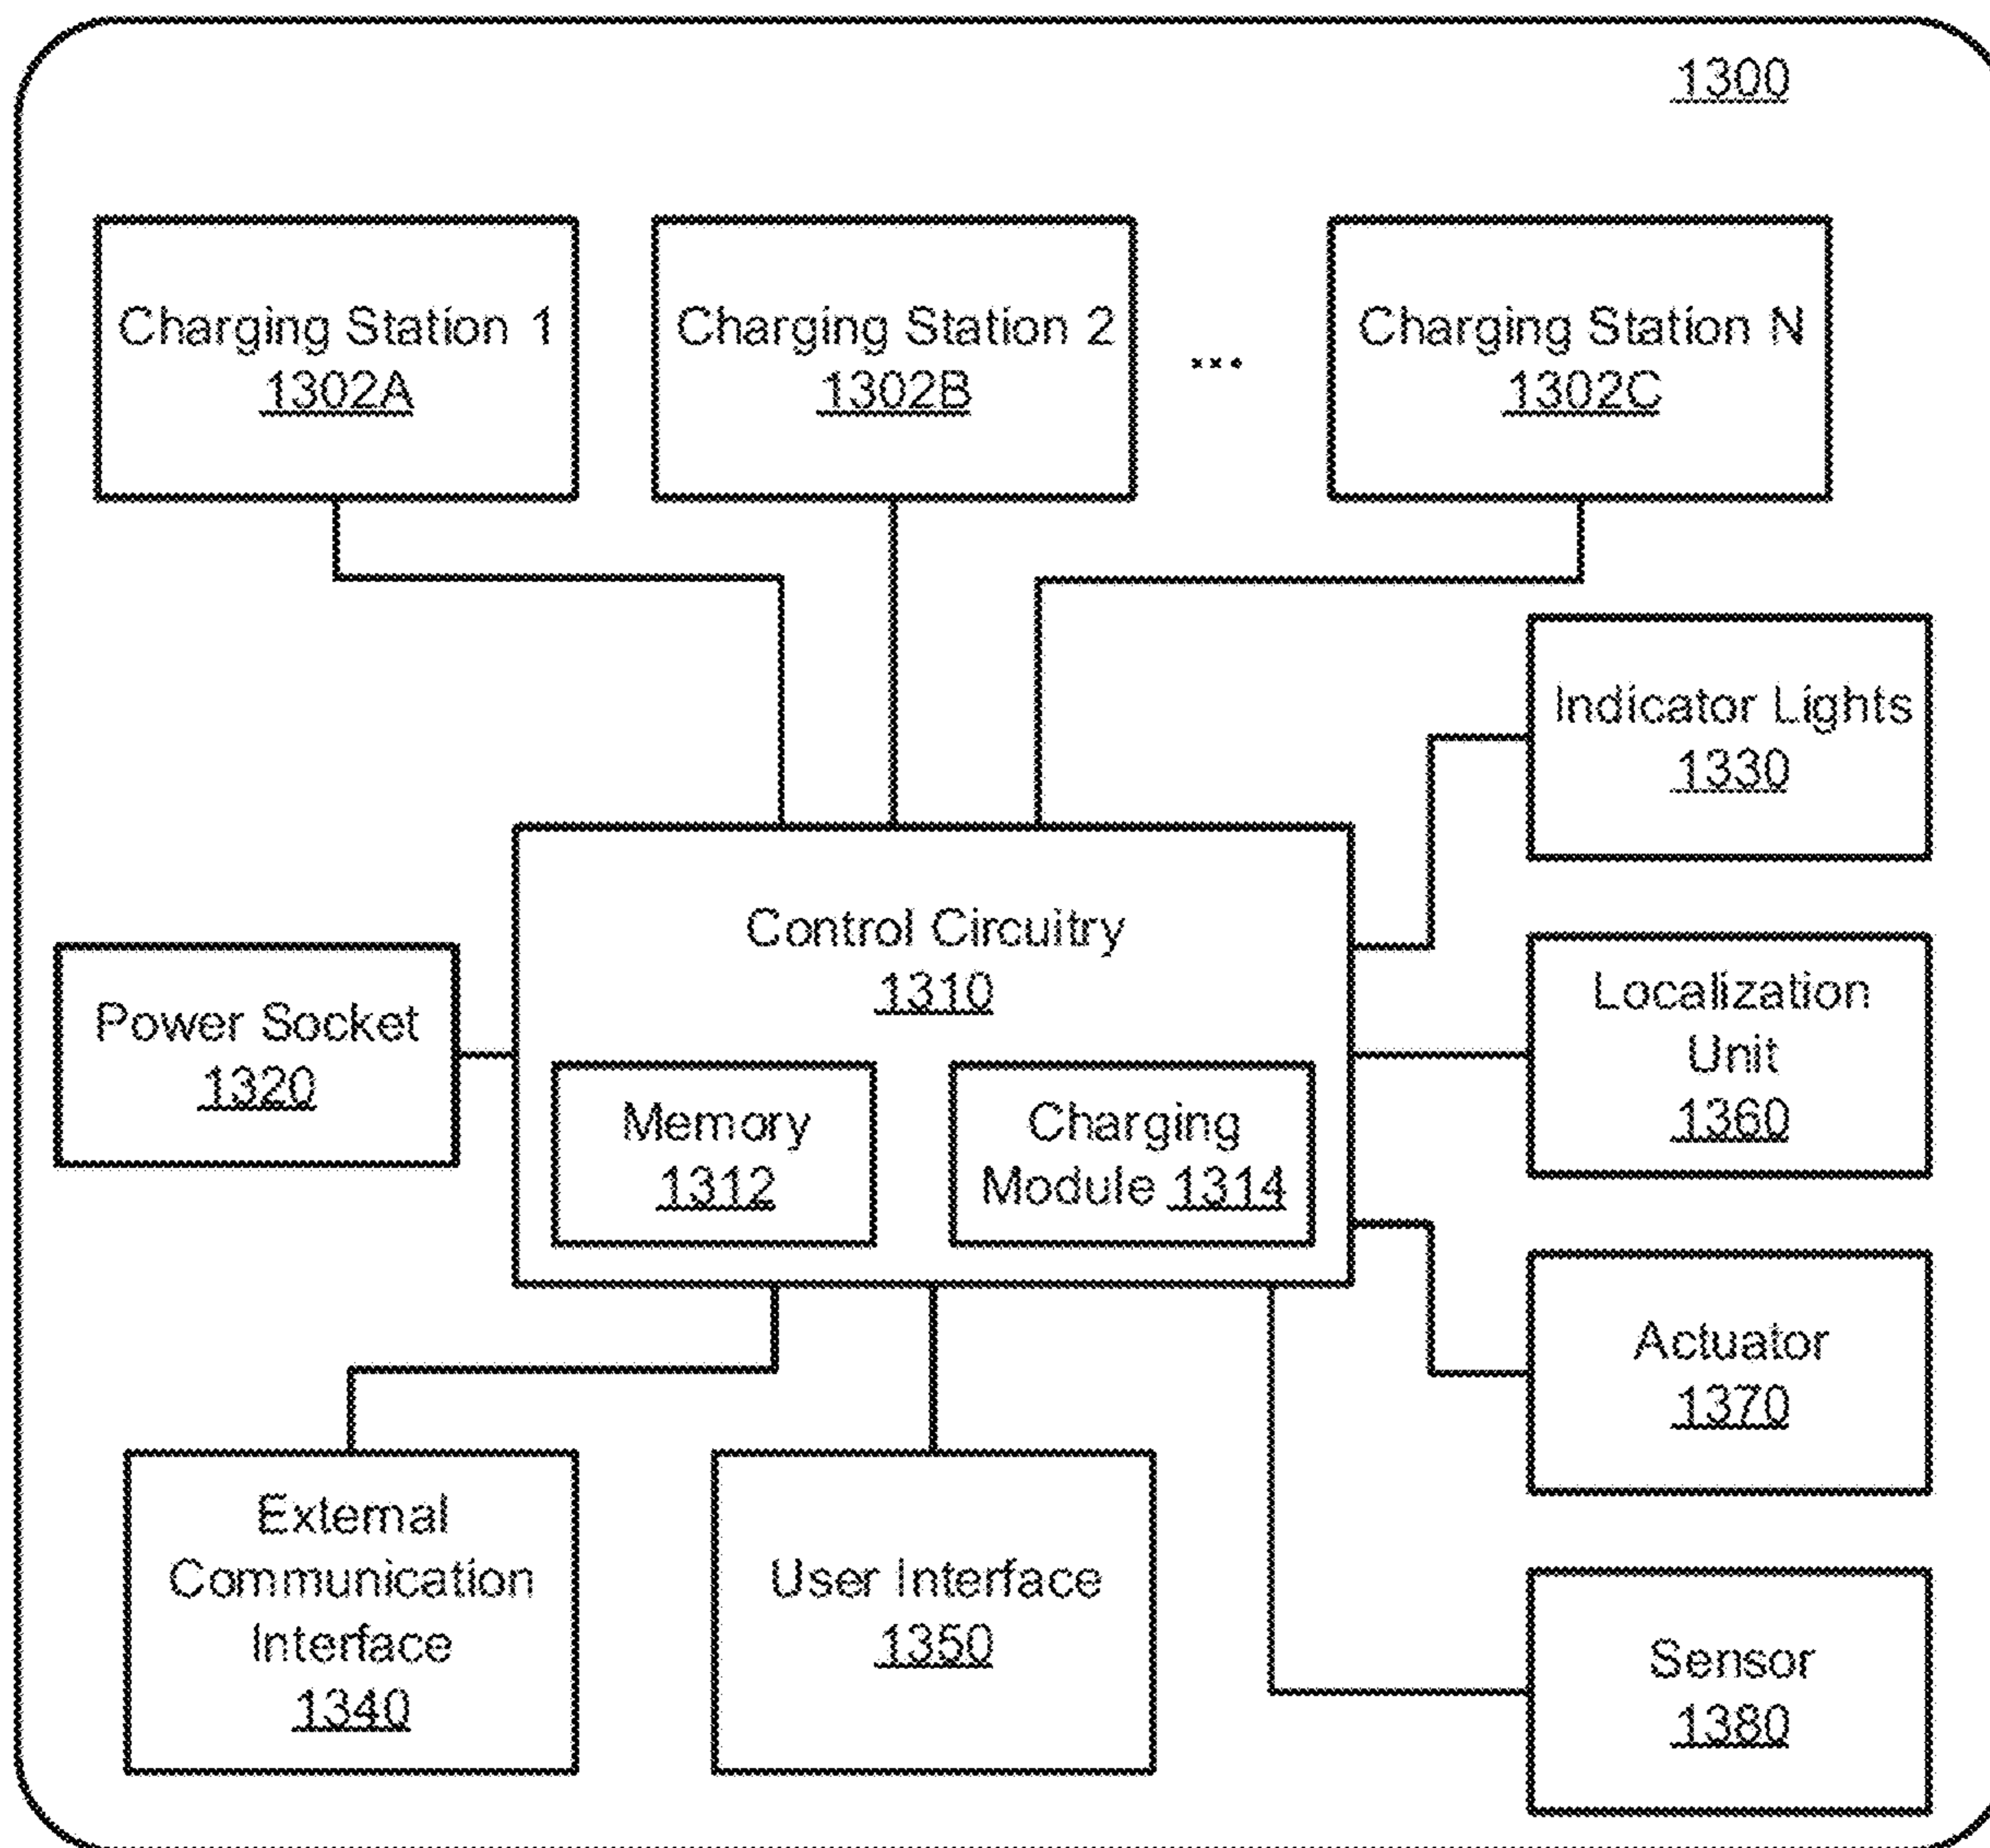 1300
Charging Station 1
1302A
Charging Station 2
1302B
...
Charging Station N
1302C
Indicator Lights
1330
Control Circuitry
1310
Power Socket
1320
Memory
1312
Charging
Module 1314
Localization
Unit
1360
Actuator
1370
External
Communication
Interface
1340
User Interface
1350
Sensor
1380